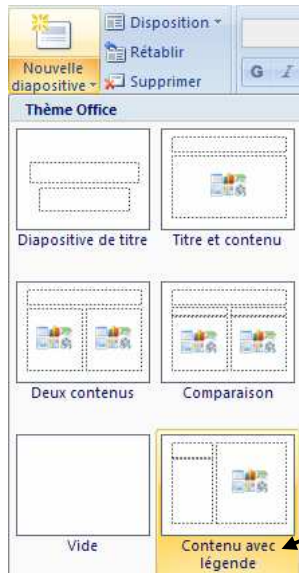 Disposition
Rétablir
Nouvelle
diapositive
Supprimer
G I
Thème Office
Diapositive de titre
Titre et contenu
Deux contenus
Comparaison
Vide
Contenu avec
légende